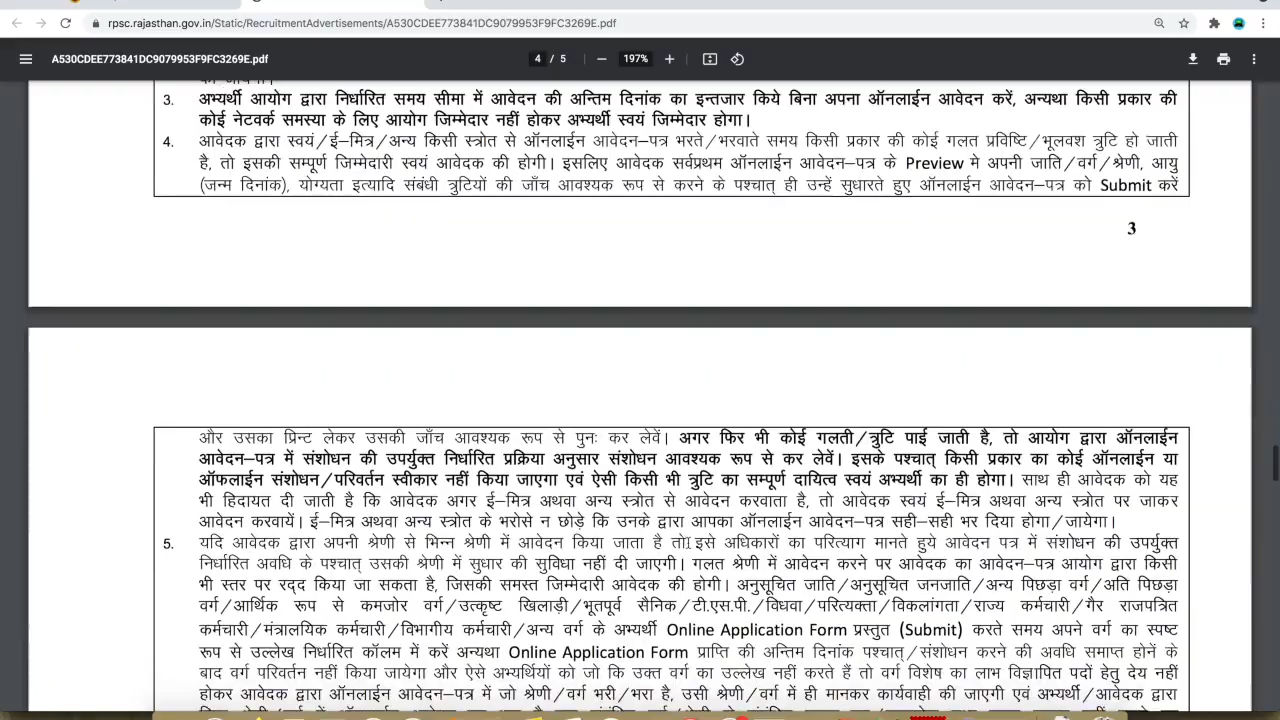 rpsc.rajasthan.gov.in/Static/RecruitmentAdvertisements/A530CDEE773841DC9079953F9FC3269E.pdf
A530CDEE773841DC9079953F9FC3269E.pdf
4 / 5
197%
3. अभ्यर्थी आयोग द्वारा निर्धारित समय सीमा में आवेदन की अन्तिम दिनांक का इन्तजार किये बिना अपना ऑनलाईन आवेदन करें, अन्यथा किसी प्रकार की
कोई नेटवर्क समस्या के लिए आयोग जिम्मेदार नहीं होकर अभ्यर्थी स्वयं जिम्मेदार होगा।
4. आवेदक द्वारा स्वयं/ई–मित्र/अन्य किसी स्त्रोत से ऑनलाईन आवेदन–पत्र भरते/भरवाते समय किसी प्रकार की कोई गलत प्रविष्टि/भूलवश त्रुटि हो जाती
है, तो इसकी सम्पूर्ण जिम्मेदारी स्वयं आवेदक की होगी। इसलिए आवेदक सर्वप्रथम ऑनलाईन आवेदन–पत्र के Preview मे अपनी जाति/वर्ग/श्रेणी, आयु
(जन्म दिनांक), योग्यता इत्यादि संबंधी त्रुटियों की जाँच आवश्यक रूप से करने के पश्चात् ही उन्हें सुधारते हुए ऑनलाईन आवेदन–पत्र को Submit करें
3
और उसका प्रिन्ट लेकर उसकी जाँच आवश्यक रूप से पुनः कर लेवें। अगर फिर भी कोई गलती/त्रुटि पाई जाती है, तो आयोग द्वारा ऑनलाईन
आवेदन–पत्र में संशोधन की उपर्युक्त निर्धारित प्रक्रिया अनुसार संशोधन आवश्यक रूप से कर लेवें। इसके पश्चात् किसी प्रकार का कोई ऑनलाईन या
ऑफलाईन संशोधन/परिवर्तन स्वीकार नहीं किया जाएगा एवं ऐसी किसी भी त्रुटि का सम्पूर्ण दायित्व स्वयं अभ्यर्थी का ही होगा। साथ ही आवेदक को यह
भी हिदायत दी जाती है कि आवेदक अगर ई–मित्र अथवा अन्य स्त्रोत से आवेदन करवाता है, तो आवेदक स्वयं ई–मित्र अथवा अन्य स्त्रोत पर जाकर
आवेदन करवायें। ई–मित्र अथवा अन्य स्त्रोत के भरोसे न छोड़े कि उनके द्वारा आपका ऑनलाईन आवेदन–पत्र सही–सही भर दिया होगा/जायेगा।
5. यदि आवेदक द्वारा अपनी श्रेणी से भिन्न श्रेणी में आवेदन किया जाता है तो इसे अधिकारों का परित्याग मानते हुये आवेदन पत्र में संशोधन की उपर्युक्त
निर्धारित अवधि के पश्चात् उसकी श्रेणी में सुधार की सुविधा नहीं दी जाएगी। गलत श्रेणी में आवेदन करने पर आवेदक का आवेदन–पत्र आयोग द्वारा किसी
भी स्तर पर रद्द किया जा सकता है, जिसकी समस्त जिम्मेदारी आवेदक की होगी। अनुसूचित जाति/अनुसूचित जनजाति/अन्य पिछड़ा वर्ग/अति पिछड़ा
वर्ग/आर्थिक रूप से कमजोर वर्ग/उत्कृष्ट खिलाड़ी/भूतपूर्व सैनिक/टी.एस.पी./विधवा/परित्यक्ता/विकलांगता/राज्य कर्मचारी/गैर राजपत्रित
कर्मचारी/मंत्रालयिक कर्मचारी/विभागीय कर्मचारी/अन्य वर्ग के अभ्यर्थी Online Application Form प्रस्तुत (Submit) करते समय अपने वर्ग का स्पष्ट
रूप से उल्लेख निर्धारित कॉलम में करें अन्यथा Online Application Form प्राप्ति की अन्तिम दिनांक पश्चात्/संशोधन करने की अवधि समाप्त होने के
बाद वर्ग परिवर्तन नहीं किया जायेगा और ऐसे अभ्यर्थियों को जो कि उक्त वर्ग का उल्लेख नहीं करते हैं तो वर्ग विशेष का लाभ विज्ञापित पदों हेतु देय नहीं
होकर आवेदक द्वारा ऑनलाईन आवेदन–पत्र में जो श्रेणी/वर्ग भरी/भरा है, उसी श्रेणी/वर्ग में ही मानकर कार्यवाही की जाएगी एवं अभ्यर्थी/आवेदक द्वारा